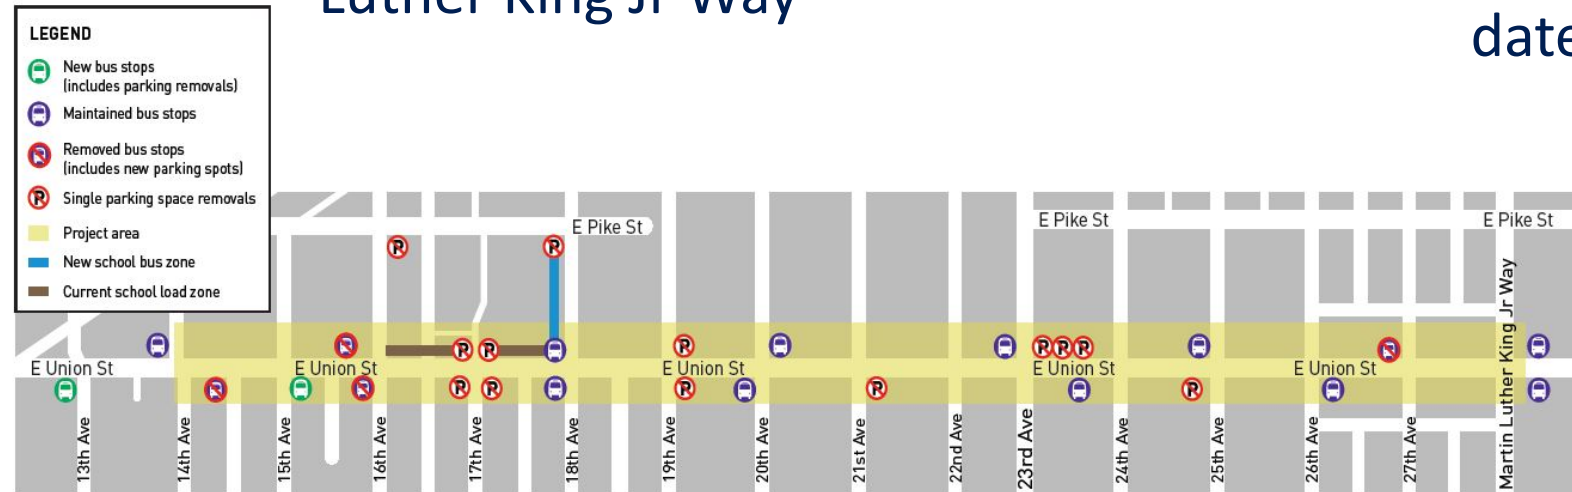 Luther King Jr Way
date
LEGEND
New bus stops
(includes parking removals)
Maintained bus stops
Removed bus stops
(includes new parking spots)
Single parking space removals
Project area
New school bus zone
Current school load zone
E Pike St
E Pike St
E Pike St
E Union St
E Union St
E Union St
E Union St
E Union St
13th Ave
14th Ave
15th Ave
16th Ave
17th Ave
18th Ave
19th Ave
20th Ave
21st Ave
22nd Ave
23rd Ave
24th Ave
25th Ave
26th Ave
27th Ave
Martin Luther King Jr Way